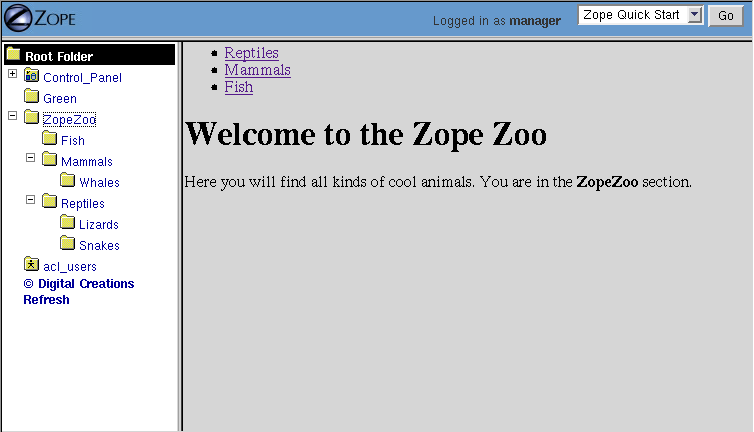 ZOPE
Logged in as manager
Zope Quick Start
Go
Root Folder
Control_Panel
Green
ZopeZoo
Fish
Mammals
Whales
Reptiles
Lizards
Snakes
acl_users
© Digital Creations
Refresh
Reptiles
Mammals
Fish
Welcome to the Zope Zoo
Here you will find all kinds of cool animals. You are in the ZopeZoo section.